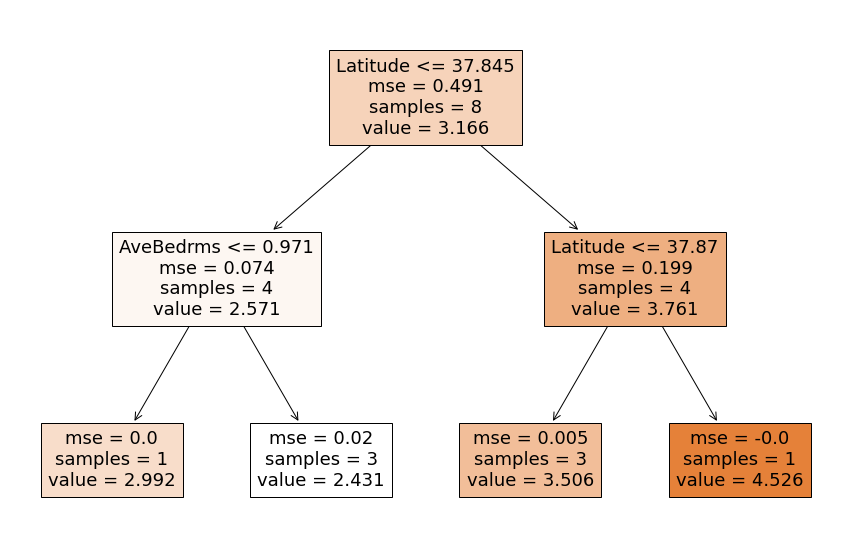 Latitude <= 37.845
mse = 0.491
samples = 8
value = 3.166
AveBedrms <= 0.971
mse = 0.074
samples = 4
value = 2.571
Latitude <= 37.87
mse = 0.199
samples = 4
value = 3.761
mse = 0.0
samples = 1
value = 2.992
mse = 0.02
samples = 3
value = 2.431
mse = 0.005
samples = 3
value = 3.506
mse = -0.0
samples = 1
value = 4.526